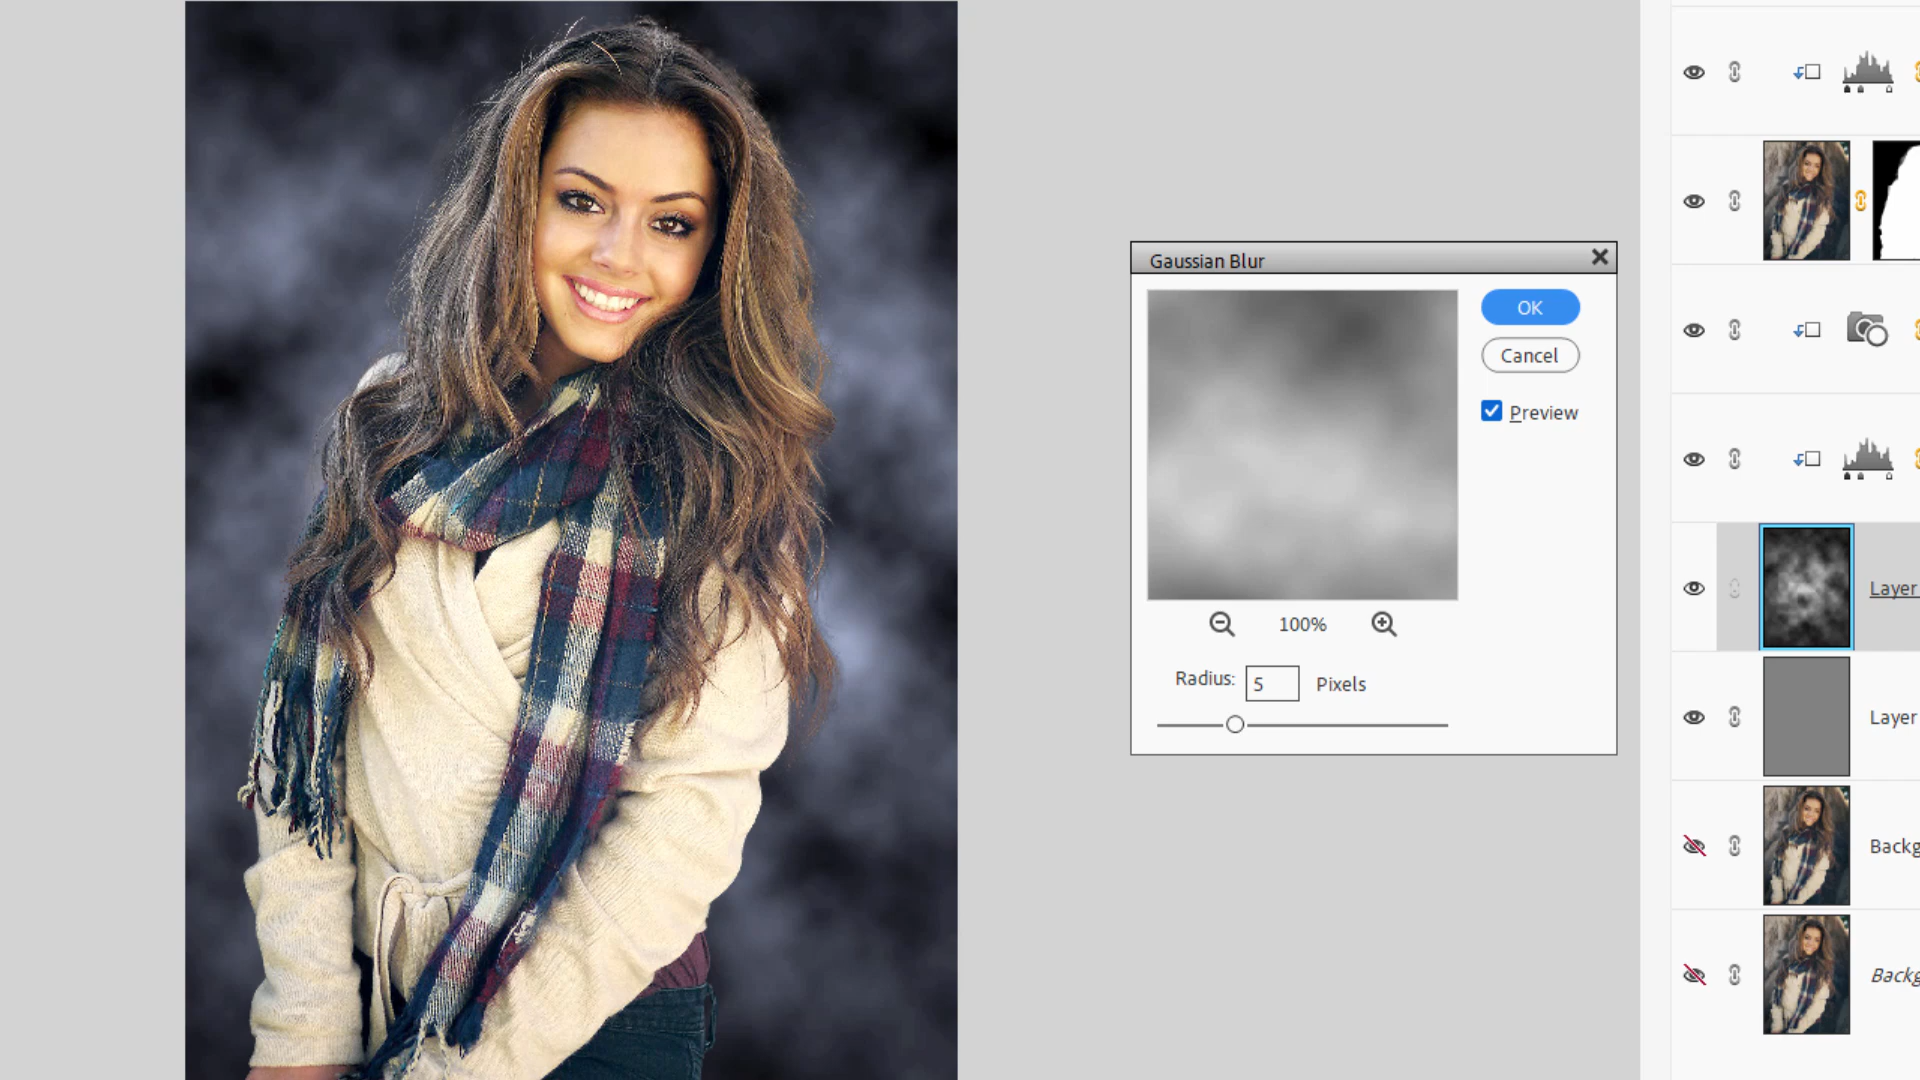 Gaussian Blur
OK
Cancel
Preview
100%
Radius: 5 Pixels
Layer
Layer
Backg
Backg